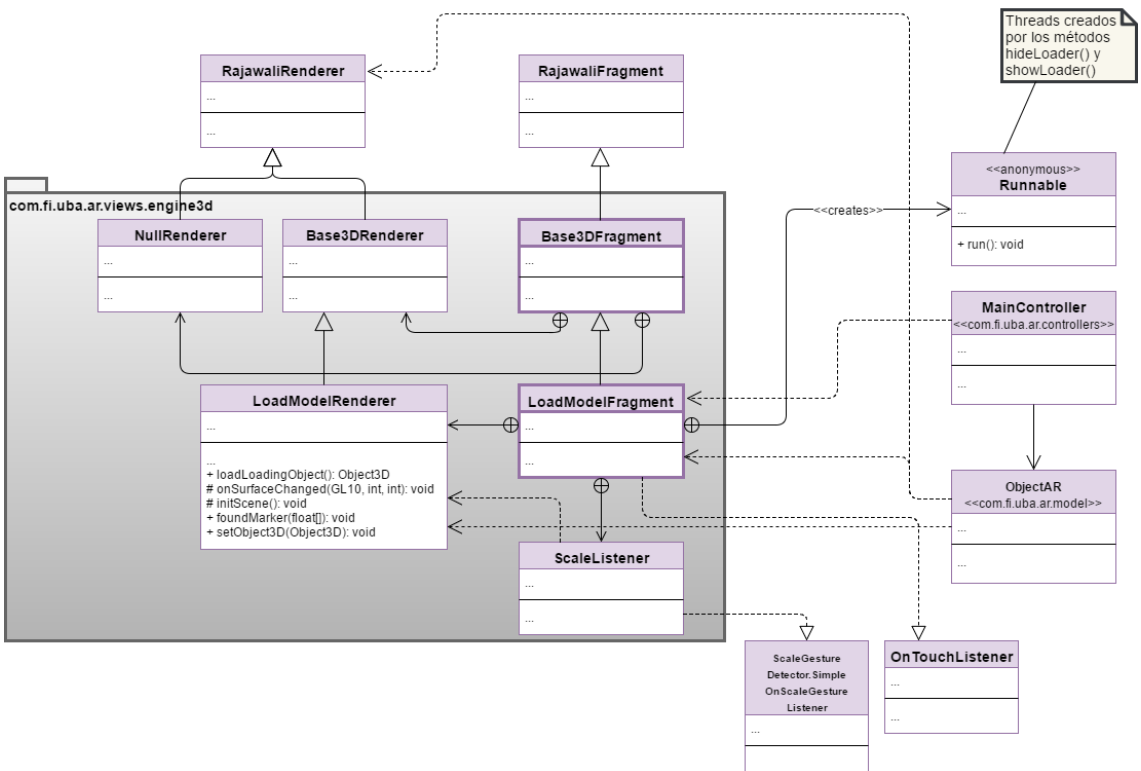 Threads creados
por los métodos
hideLoader() y
showLoader()
RajawaliRenderer
...
...
RajawaliFragment
...
...
<<anonymous>>
Runnable
...
+ run(): void
com.fi.uba.ar.views.engine3d
NullRenderer
...
...
Base3DRenderer
...
...
Base3DFragment
...
...
<<creates>>
MainController
<<com.fi.uba.ar.controllers>>
...
...
LoadModelRenderer
...
...
+ loadLoadingObject(): Object3D
# onSurfaceChanged(GL10, int, int): void
# initScene(): void
+ foundMarker(float[]): void
+ setObject3D(Object3D): void
LoadModelFragment
...
...
ObjectAR
<<com.fi.uba.ar.model>>
...
...
ScaleListener
...
...
ScaleGesture
Detector.Simple
OnScaleGesture
Listener
...
OnTouchListener
...
...